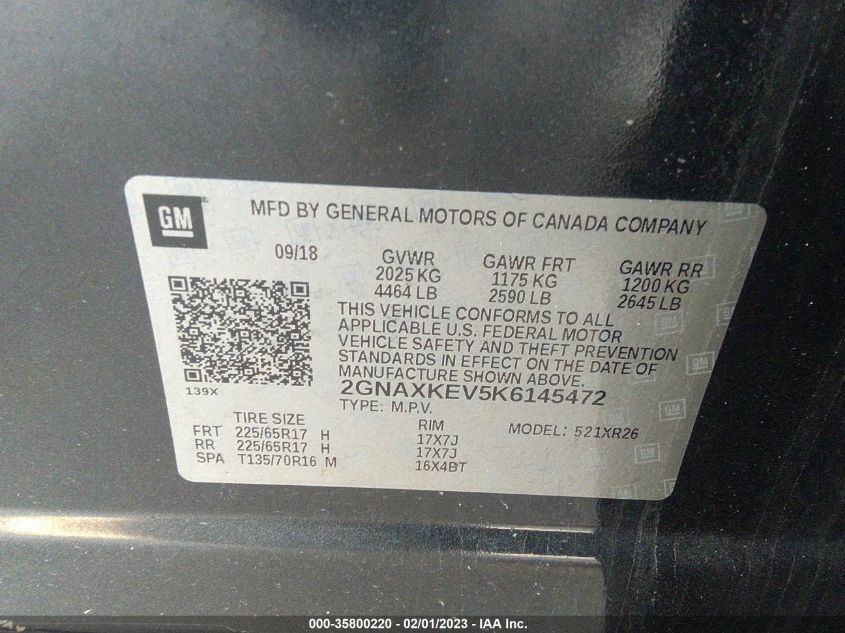 GM
MFD BY GENERAL MOTORS OF CANADA COMPANY
09/18
GVWR
2025 KG
4464 LB
GAWR FRT
1175 KG
2590 LB
GAWR RR
1200 KG
2645 LB
THIS VEHICLE CONFORMS TO ALL
APPLICABLE U.S. FEDERAL MOTOR
VEHICLE SAFETY AND THEFT PREVENTION
STANDARDS IN EFFECT ON THE DATE OF
MANUFACTURE SHOWN ABOVE.
139X
2GNAXKEV5K6145472
TYPE: M.P.V.
TIRE SIZE
RIM
MODEL: 521XR26
FRT 225/65R17 H 17X7J
RR 225/65R17 H 17X7J
SPA T135/70R16 M 16X4BT
000-35800220 - 02/01/2023 - IAA Inc.